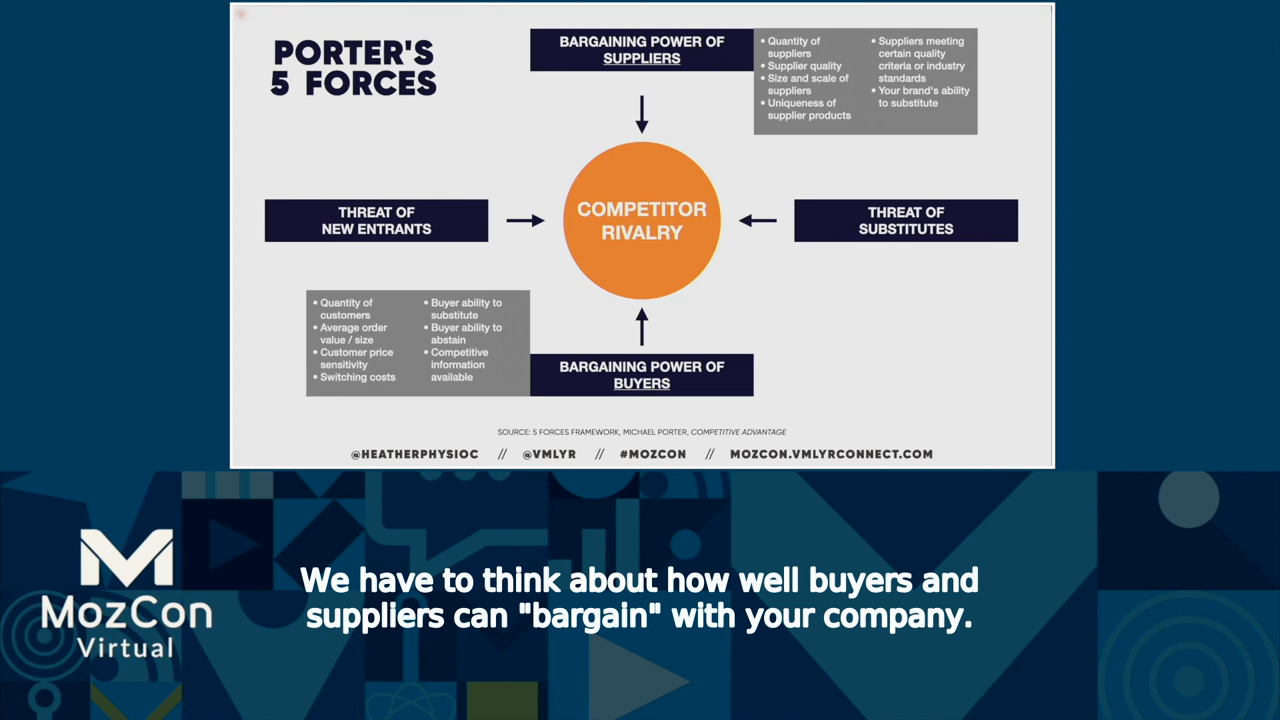 PORTER'S
5 FORCES
BARGAINING POWER OF
SUPPLIERS
• Quantity of
suppliers
• Supplier quality
• Size and scale of
suppliers
• Uniqueness of
supplier products
• Suppliers meeting
certain quality
criteria or industry
standards
• Your brand's ability
to substitute
THREAT OF
NEW ENTRANTS
COMPETITOR
RIVALRY
THREAT OF
SUBSTITUTES
• Quantity of
customers
• Average order
value / size
• Customer price
sensitivity
• Switching costs
• Buyer ability to
substitute
• Buyer ability to
abstain
• Competitive
information
available
BARGAINING POWER OF
BUYERS
SOURCE: 5 FORCES FRAMEWORK, MICHAEL PORTER, COMPETITIVE ADVANTAGE
@HEATHERPHYSIOC // @VMLYR // #MOZCON // MOZCON.VMLYRCONNECT.COM
M
MozCon
Virtual
We have to think about how well buyers and
suppliers can "bargain" with your company.